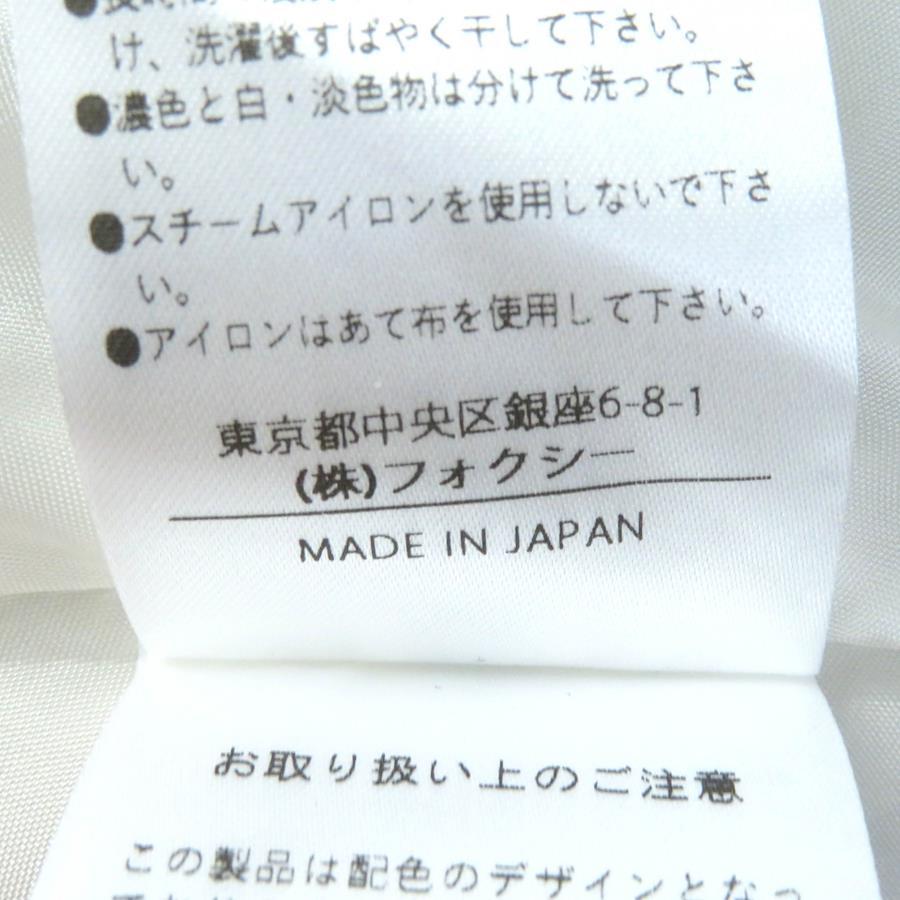 け、洗濯後すばやく干して下さい。
●濃色と白・淡色物は分けて洗って下さ
い。
●スチームアイロンを使用しないで下さ
い。
●アイロンはあて布を使用して下さい。
東京都中央区銀座6-8-1
(株)フォクシー
MADE IN JAPAN
お取り扱い上のご注意
この製品は配色のデザインとなっ